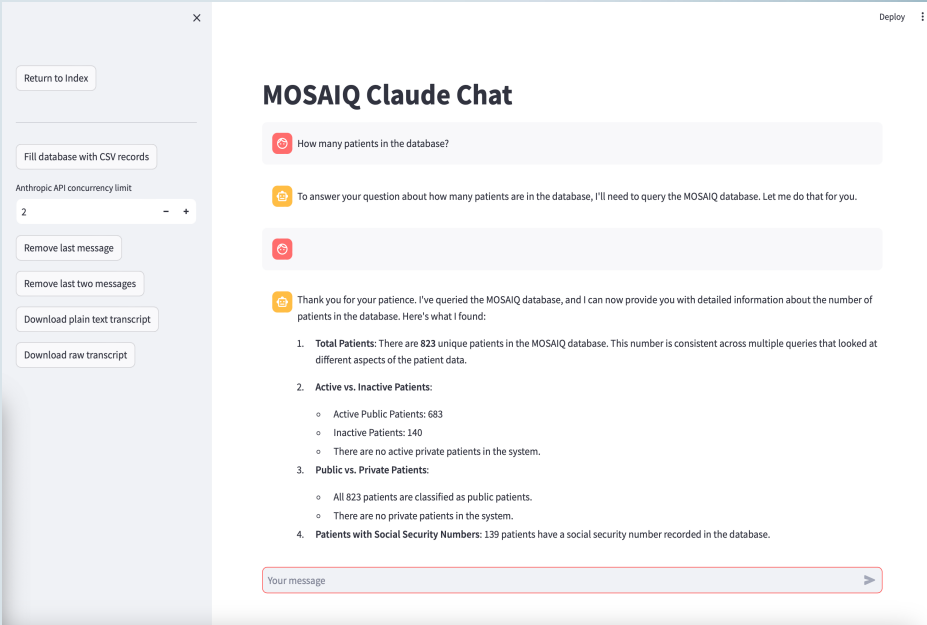 Deploy
Return to Index
Fill database with CSV records
Anthropic API concurrency limit
2
Remove last message
Remove last two messages
Download plain text transcript
Download raw transcript
MOSAIQ Claude Chat
How many patients in the database?
To answer your question about how many patients are in the database, I'll need to query the MOSAIQ database. Let me do that for you.
Thank you for your patience. I've queried the MOSAIQ database, and I can now provide you with detailed information about the number of
patients in the database. Here's what I found:
1. Total Patients: There are 823 unique patients in the MOSAIQ database. This number is consistent across multiple queries that looked at
different aspects of the patient data.
2. Active vs. Inactive Patients:
Active Public Patients: 683
Inactive Patients: 140
There are no active private patients in the system.
3. Public vs. Private Patients:
All 823 patients are classified as public patients.
There are no private patients in the system.
4. Patients with Social Security Numbers: 139 patients have a social security number recorded in the database.
Your message